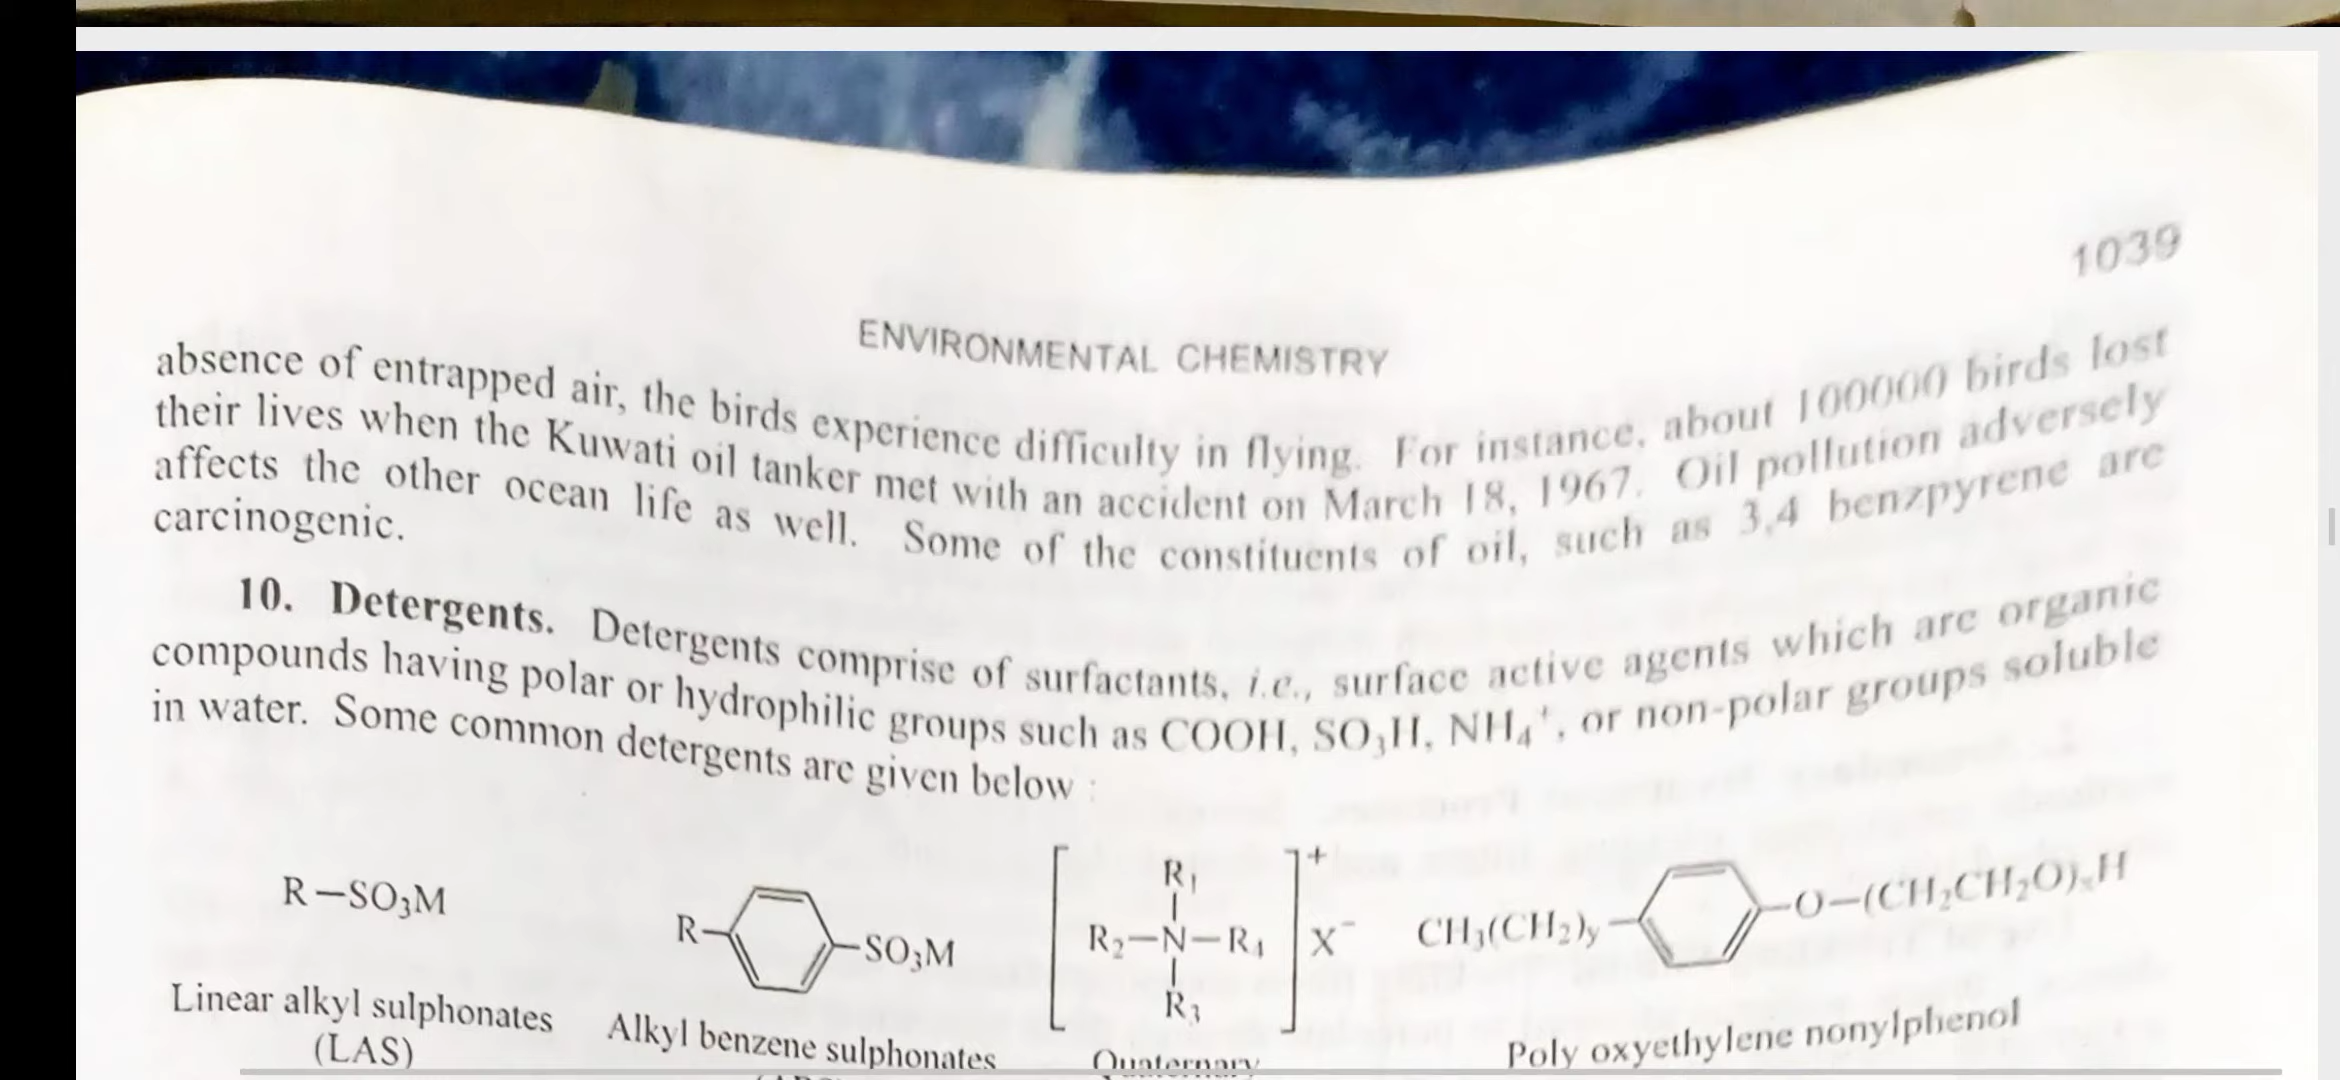 1039
ENVIRONMENTAL CHEMISTRY
absence of entrapped air, the birds experience difficulty in flying. For instance, about 100000 birds lost
their lives when the Kuwati oil tanker met with an accident on March 18, 1967. Oil pollution adversely
affects the other ocean life as well. Some of the constituents of oil, such as 3,4 benzpyrene are
carcinogenic.
10. Detergents. Detergents comprise of surfactants, i.e., surface active agents which are organic
compounds having polar or hydrophilic groups such as COOH, SO₃H, NH₄⁺, or non-polar groups soluble
in water. Some common detergents are given below :
R—SO₃M
R— —SO₃M
R₁
R₂—N—R₄
R₃
+
X⁻
CH₃(CH₂)y— —O—(CH₂CH₂O)ₓH
Linear alkyl sulphonates
(LAS)
Alkyl benzene sulphonates
Quaternary
Poly oxyethylene nonylphenol